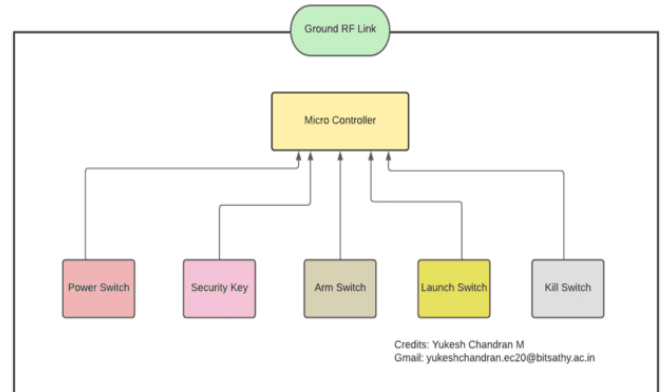 Ground RF Link
Micro Controller
Power Switch
Security Key
Arm Switch
Launch Switch
Kill Switch
Credits: Yukesh Chandran M
Gmail: yukeshchandran.ec20@bitsathy.ac.in